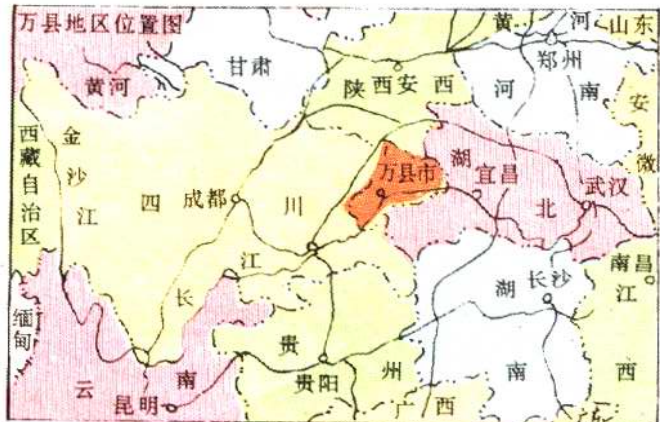 万县地区位置图
黄河
山东
甘肃
郑州
黄河
陕西
西安
河南
安徽
西藏自治区
金沙江
四川
成都
万县市
湖北
宜昌
武汉
长江
南昌
湖南
长沙
江西
缅甸
贵州
贵阳
云南
昆明
广西
广东